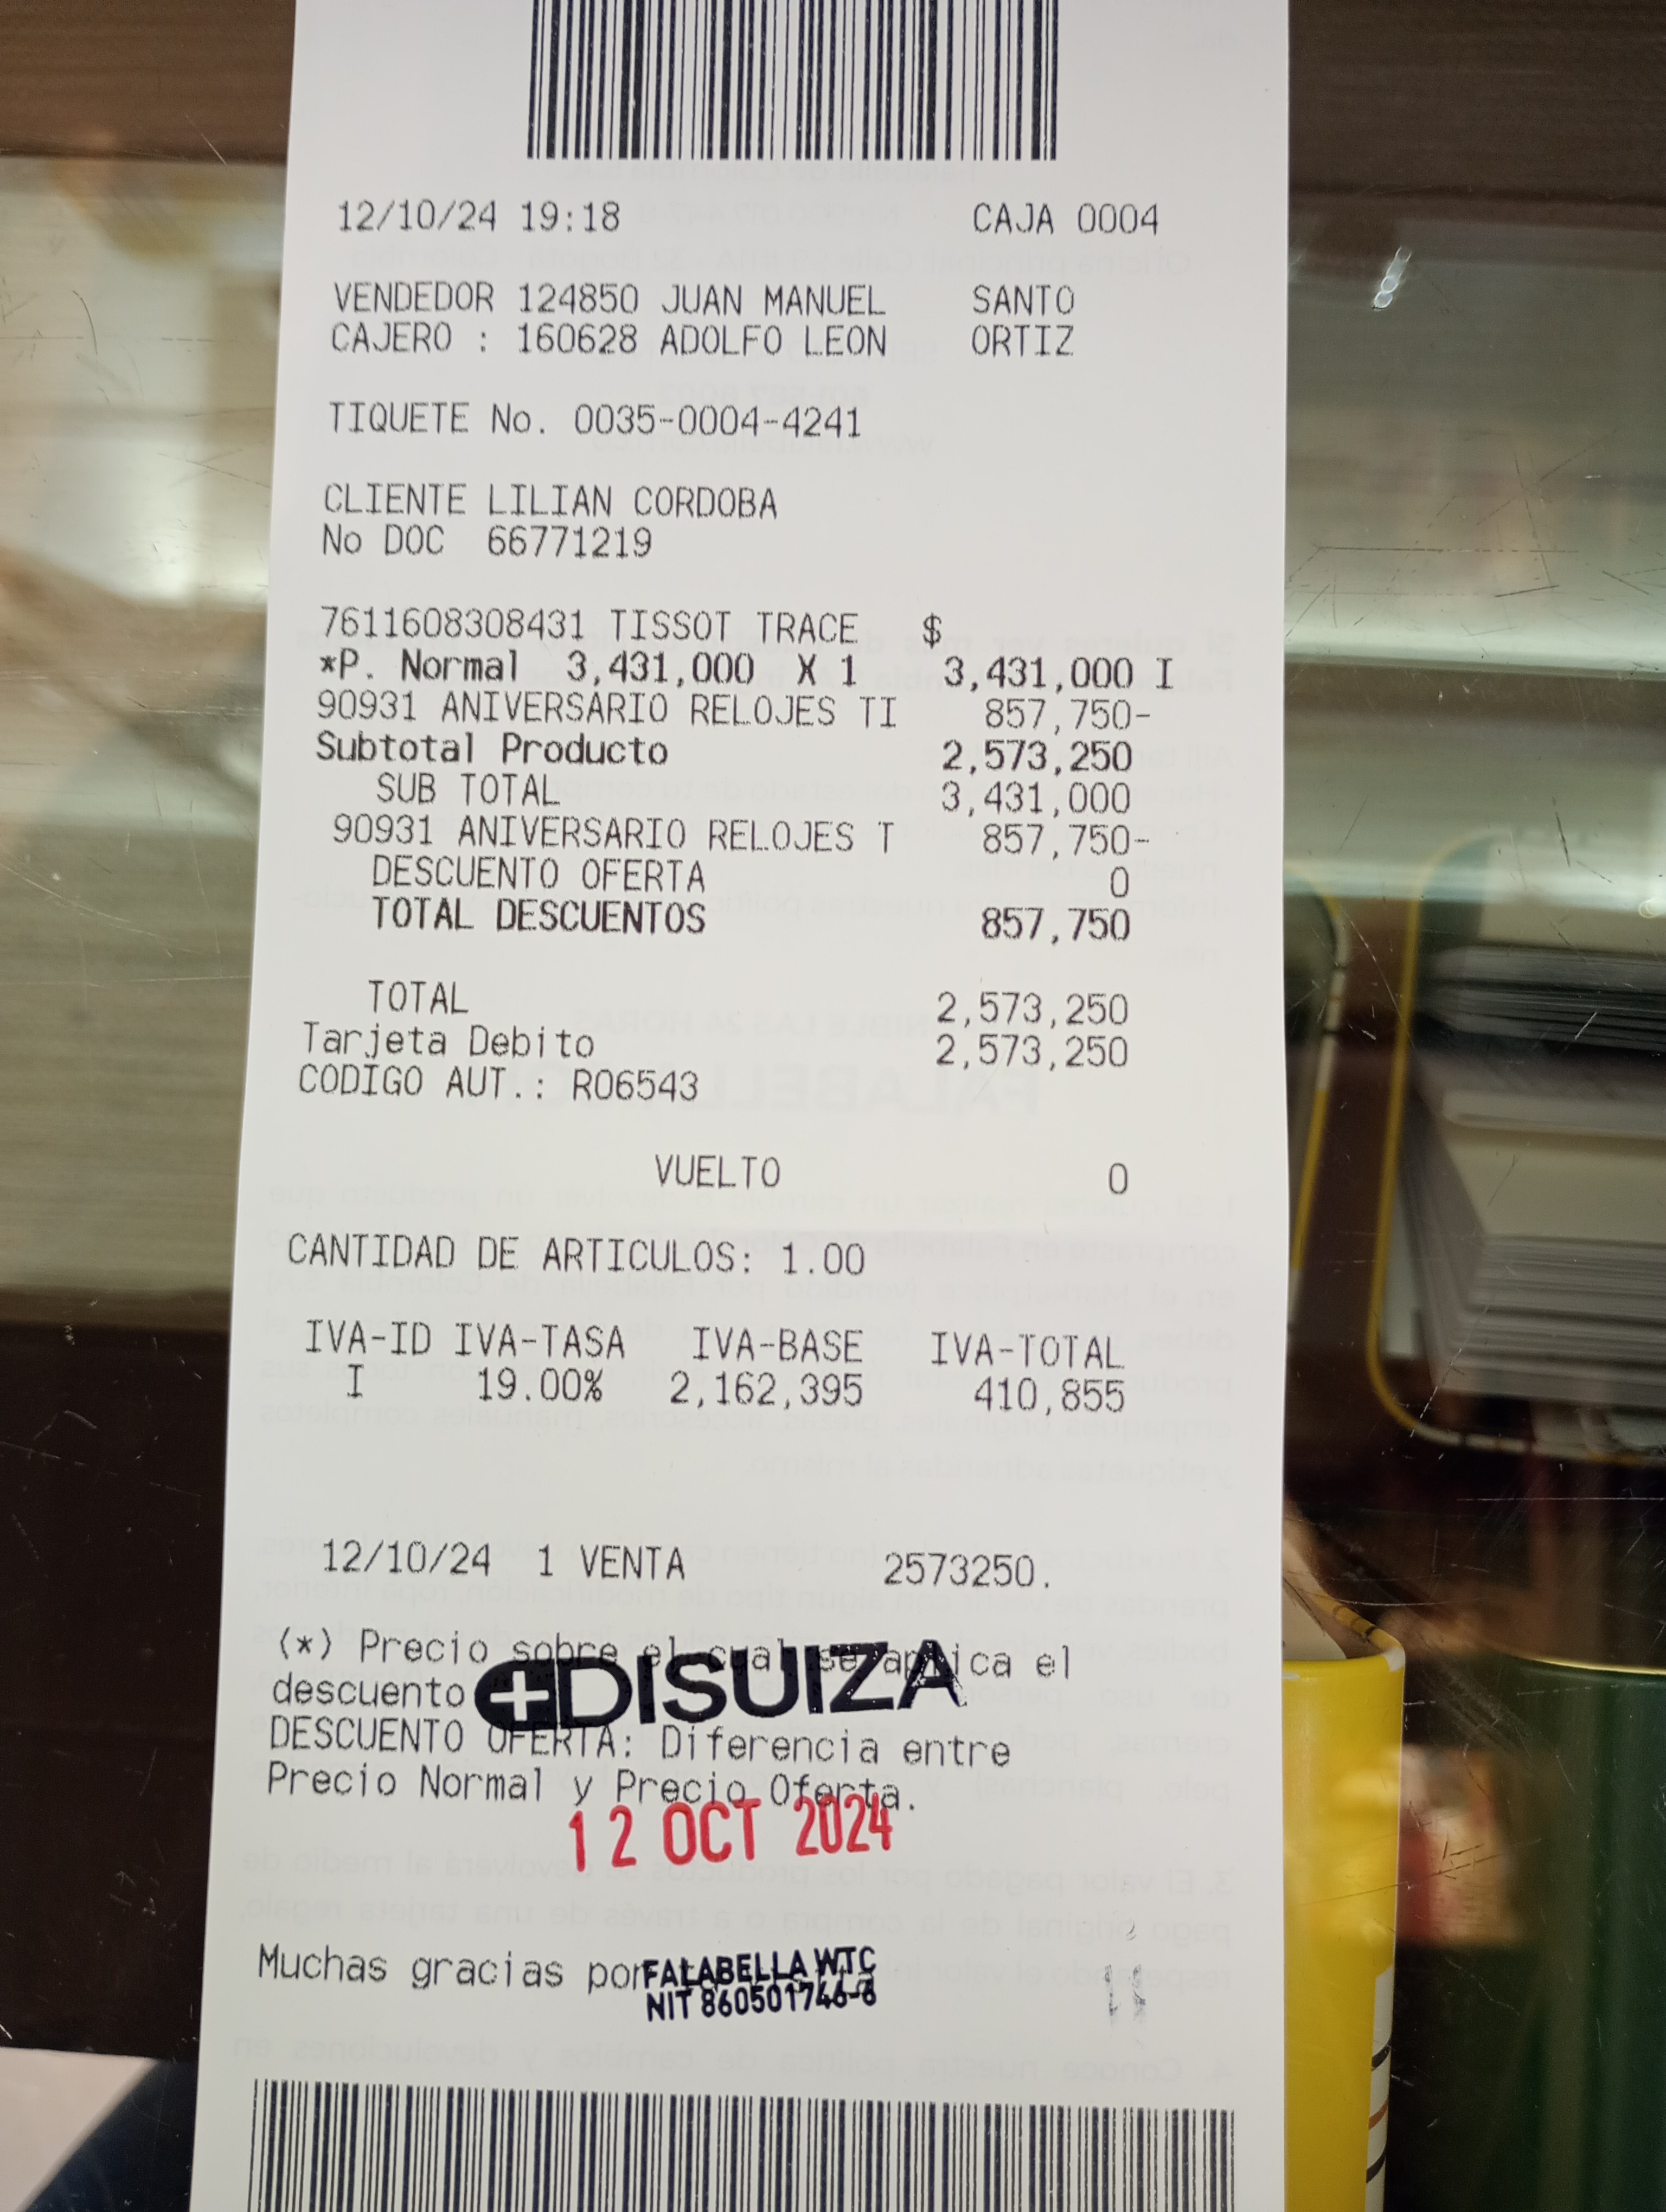 12/10/24 19:18 CAJA 0004
VENDEDOR 124850 JUAN MANUEL SANTO
CAJERO : 160628 ADOLFO LEON ORTIZ
TIQUETE No. 0035-0004-4241
CLIENTE LILIAN CORDOBA
No DOC 66771219
7611608308431 TISSOT TRACE $
*P. Normal 3,431,000 X 1 3,431,000 I
90931 ANIVERSARIO RELOJES TI 857,750-
Subtotal Producto 2,573,250
SUB TOTAL 3,431,000
90931 ANIVERSARIO RELOJES T 857,750-
DESCUENTO OFERTA 0
TOTAL DESCUENTOS 857,750
TOTAL 2,573,250
Tarjeta Debito 2,573,250
CODIGO AUT.: R06543
VUELTO 0
CANTIDAD DE ARTICULOS: 1.00
IVA-ID IVA-TASA IVA-BASE IVA-TOTAL
I 19.00% 2,162,395 410,855
12/10/24 1 VENTA 2573250.
(*) Precio sobre el cual se aplica el
descuento
DISUIZA
DESCUENTO OFERTA: Diferencia entre
Precio Normal y Precio Oferta.
12 OCT 2024
Muchas gracias por
FALABELLA WTC
NIT 860501746-6